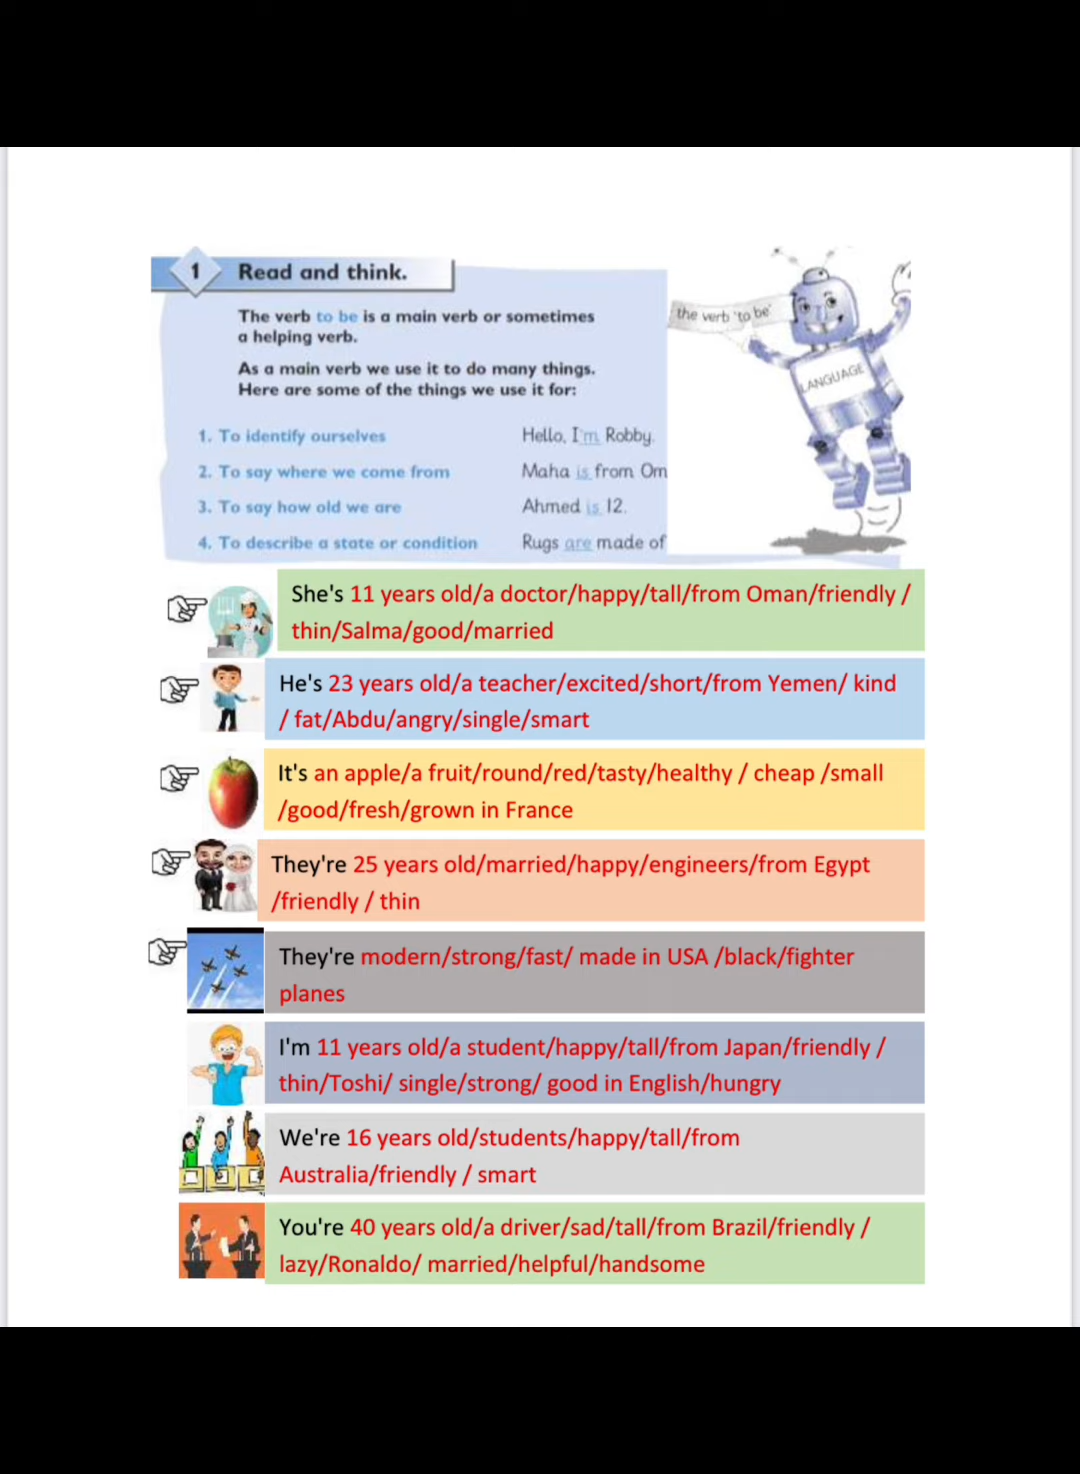 1 Read and think.
The verb to be is a main verb or sometimes
a helping verb.
As a main verb we use it to do many things.
Here are some of the things we use it for:
1. To identify ourselves Hello, I'm Robby.
2. To say where we come from Maha is from Om
3. To say how old we are Ahmed is 12.
4. To describe a state or condition Rugs are made of
the verb 'to be'
LANGUAGE
She's 11 years old/a doctor/happy/tall/from Oman/friendly /
thin/Salma/good/married
He's 23 years old/a teacher/excited/short/from Yemen/ kind
/ fat/Abdu/angry/single/smart
It's an apple/a fruit/round/red/tasty/healthy / cheap /small
/good/fresh/grown in France
They're 25 years old/married/happy/engineers/from Egypt
/friendly / thin
They're modern/strong/fast/ made in USA /black/fighter
planes
I'm 11 years old/a student/happy/tall/from Japan/friendly /
thin/Toshi/ single/strong/ good in English/hungry
We're 16 years old/students/happy/tall/from
Australia/friendly / smart
You're 40 years old/a driver/sad/tall/from Brazil/friendly /
lazy/Ronaldo/ married/helpful/handsome